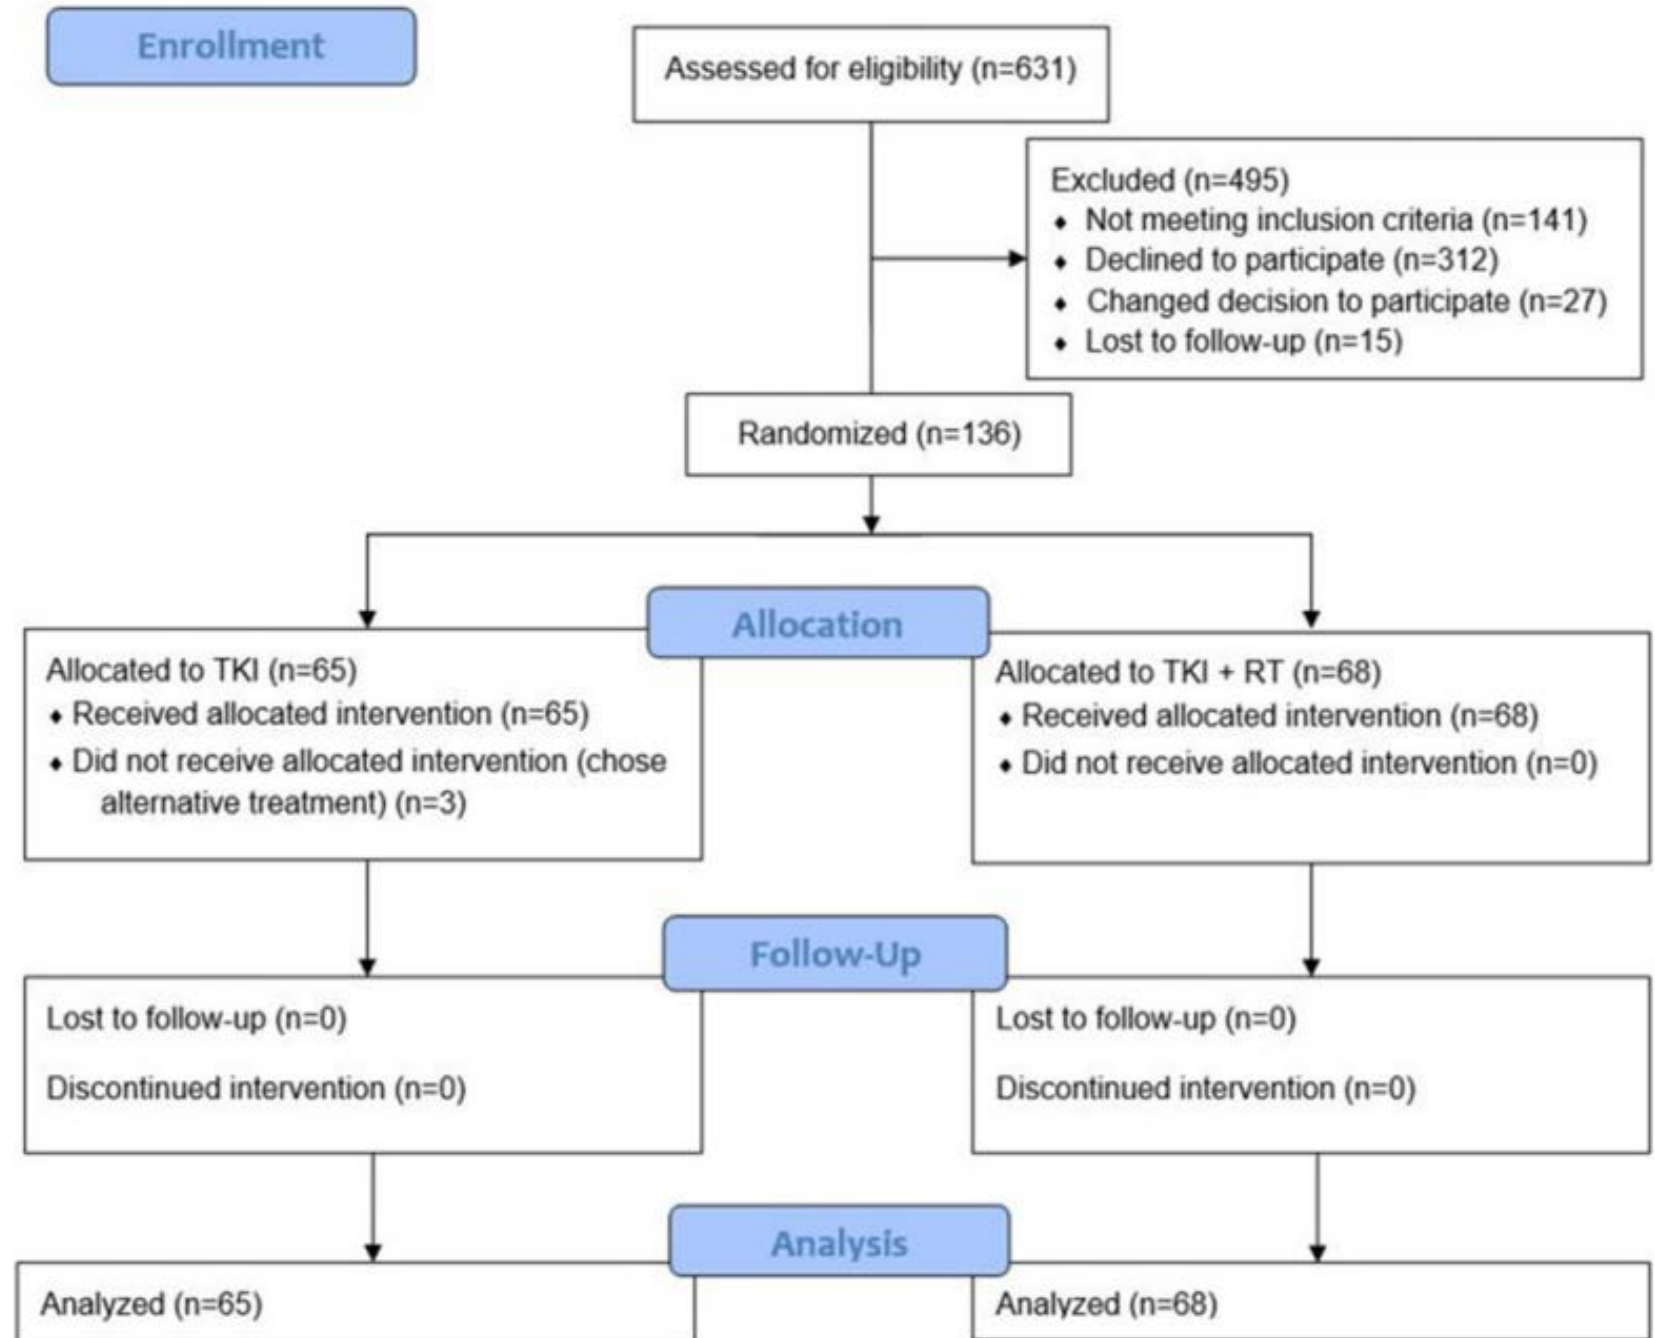 Enrollment
Assessed for eligibility (n=631)
Excluded (n=495)
♦ Not meeting inclusion criteria (n=141)
♦ Declined to participate (n=312)
♦ Changed decision to participate (n=27)
♦ Lost to follow-up (n=15)
Randomized (n=136)
Allocation
Allocated to TKI (n=65)
♦ Received allocated intervention (n=65)
♦ Did not receive allocated intervention (chose
alternative treatment) (n=3)
Allocated to TKI + RT (n=68)
♦ Received allocated intervention (n=68)
♦ Did not receive allocated intervention (n=0)
Follow-Up
Lost to follow-up (n=0)
Discontinued intervention (n=0)
Lost to follow-up (n=0)
Discontinued intervention (n=0)
Analysis
Analyzed (n=65)
Analyzed (n=68)